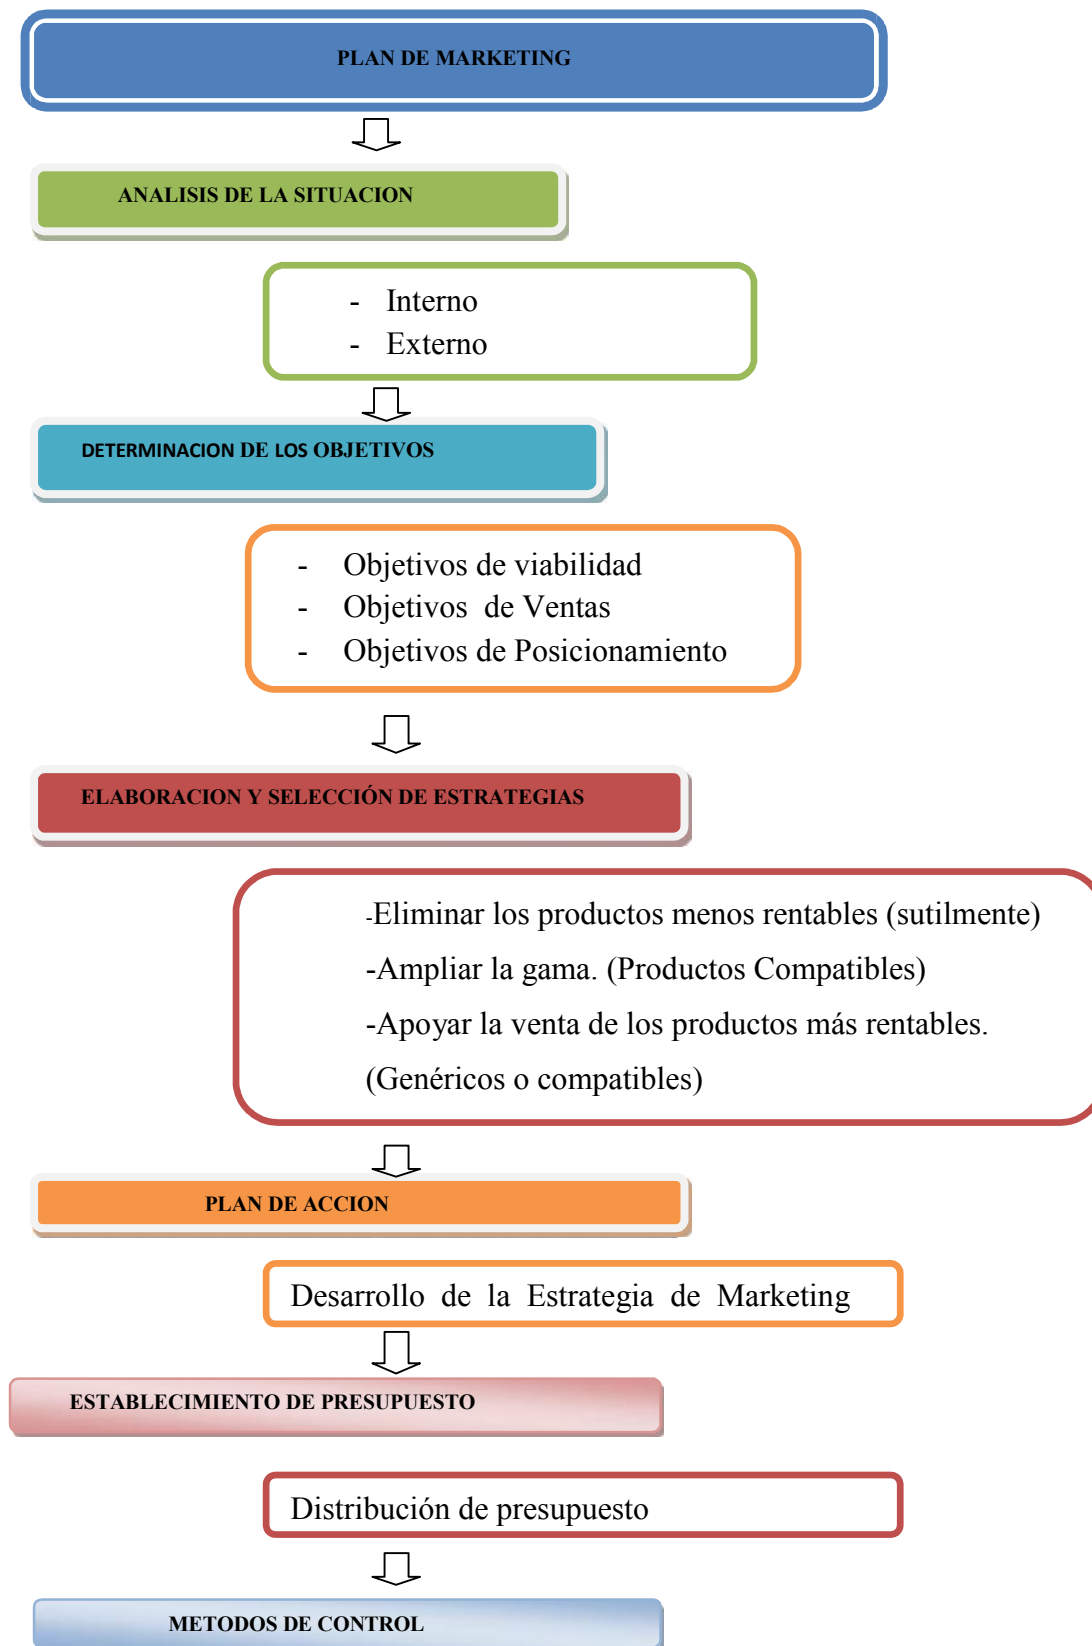 PLAN DE MARKETING
ANALISIS DE LA SITUACION
- Interno
- Externo
DETERMINACION DE LOS OBJETIVOS
- Objetivos de viabilidad
- Objetivos de Ventas
- Objetivos de Posicionamiento
ELABORACION Y SELECCIÓN DE ESTRATEGIAS
-Eliminar los productos menos rentables (sutilmente)
-Ampliar la gama. (Productos Compatibles)
-Apoyar la venta de los productos más rentables.
(Genéricos o compatibles)
PLAN DE ACCION
Desarrollo de la Estrategia de Marketing
ESTABLECIMIENTO DE PRESUPUESTO
Distribución de presupuesto
METODOS DE CONTROL